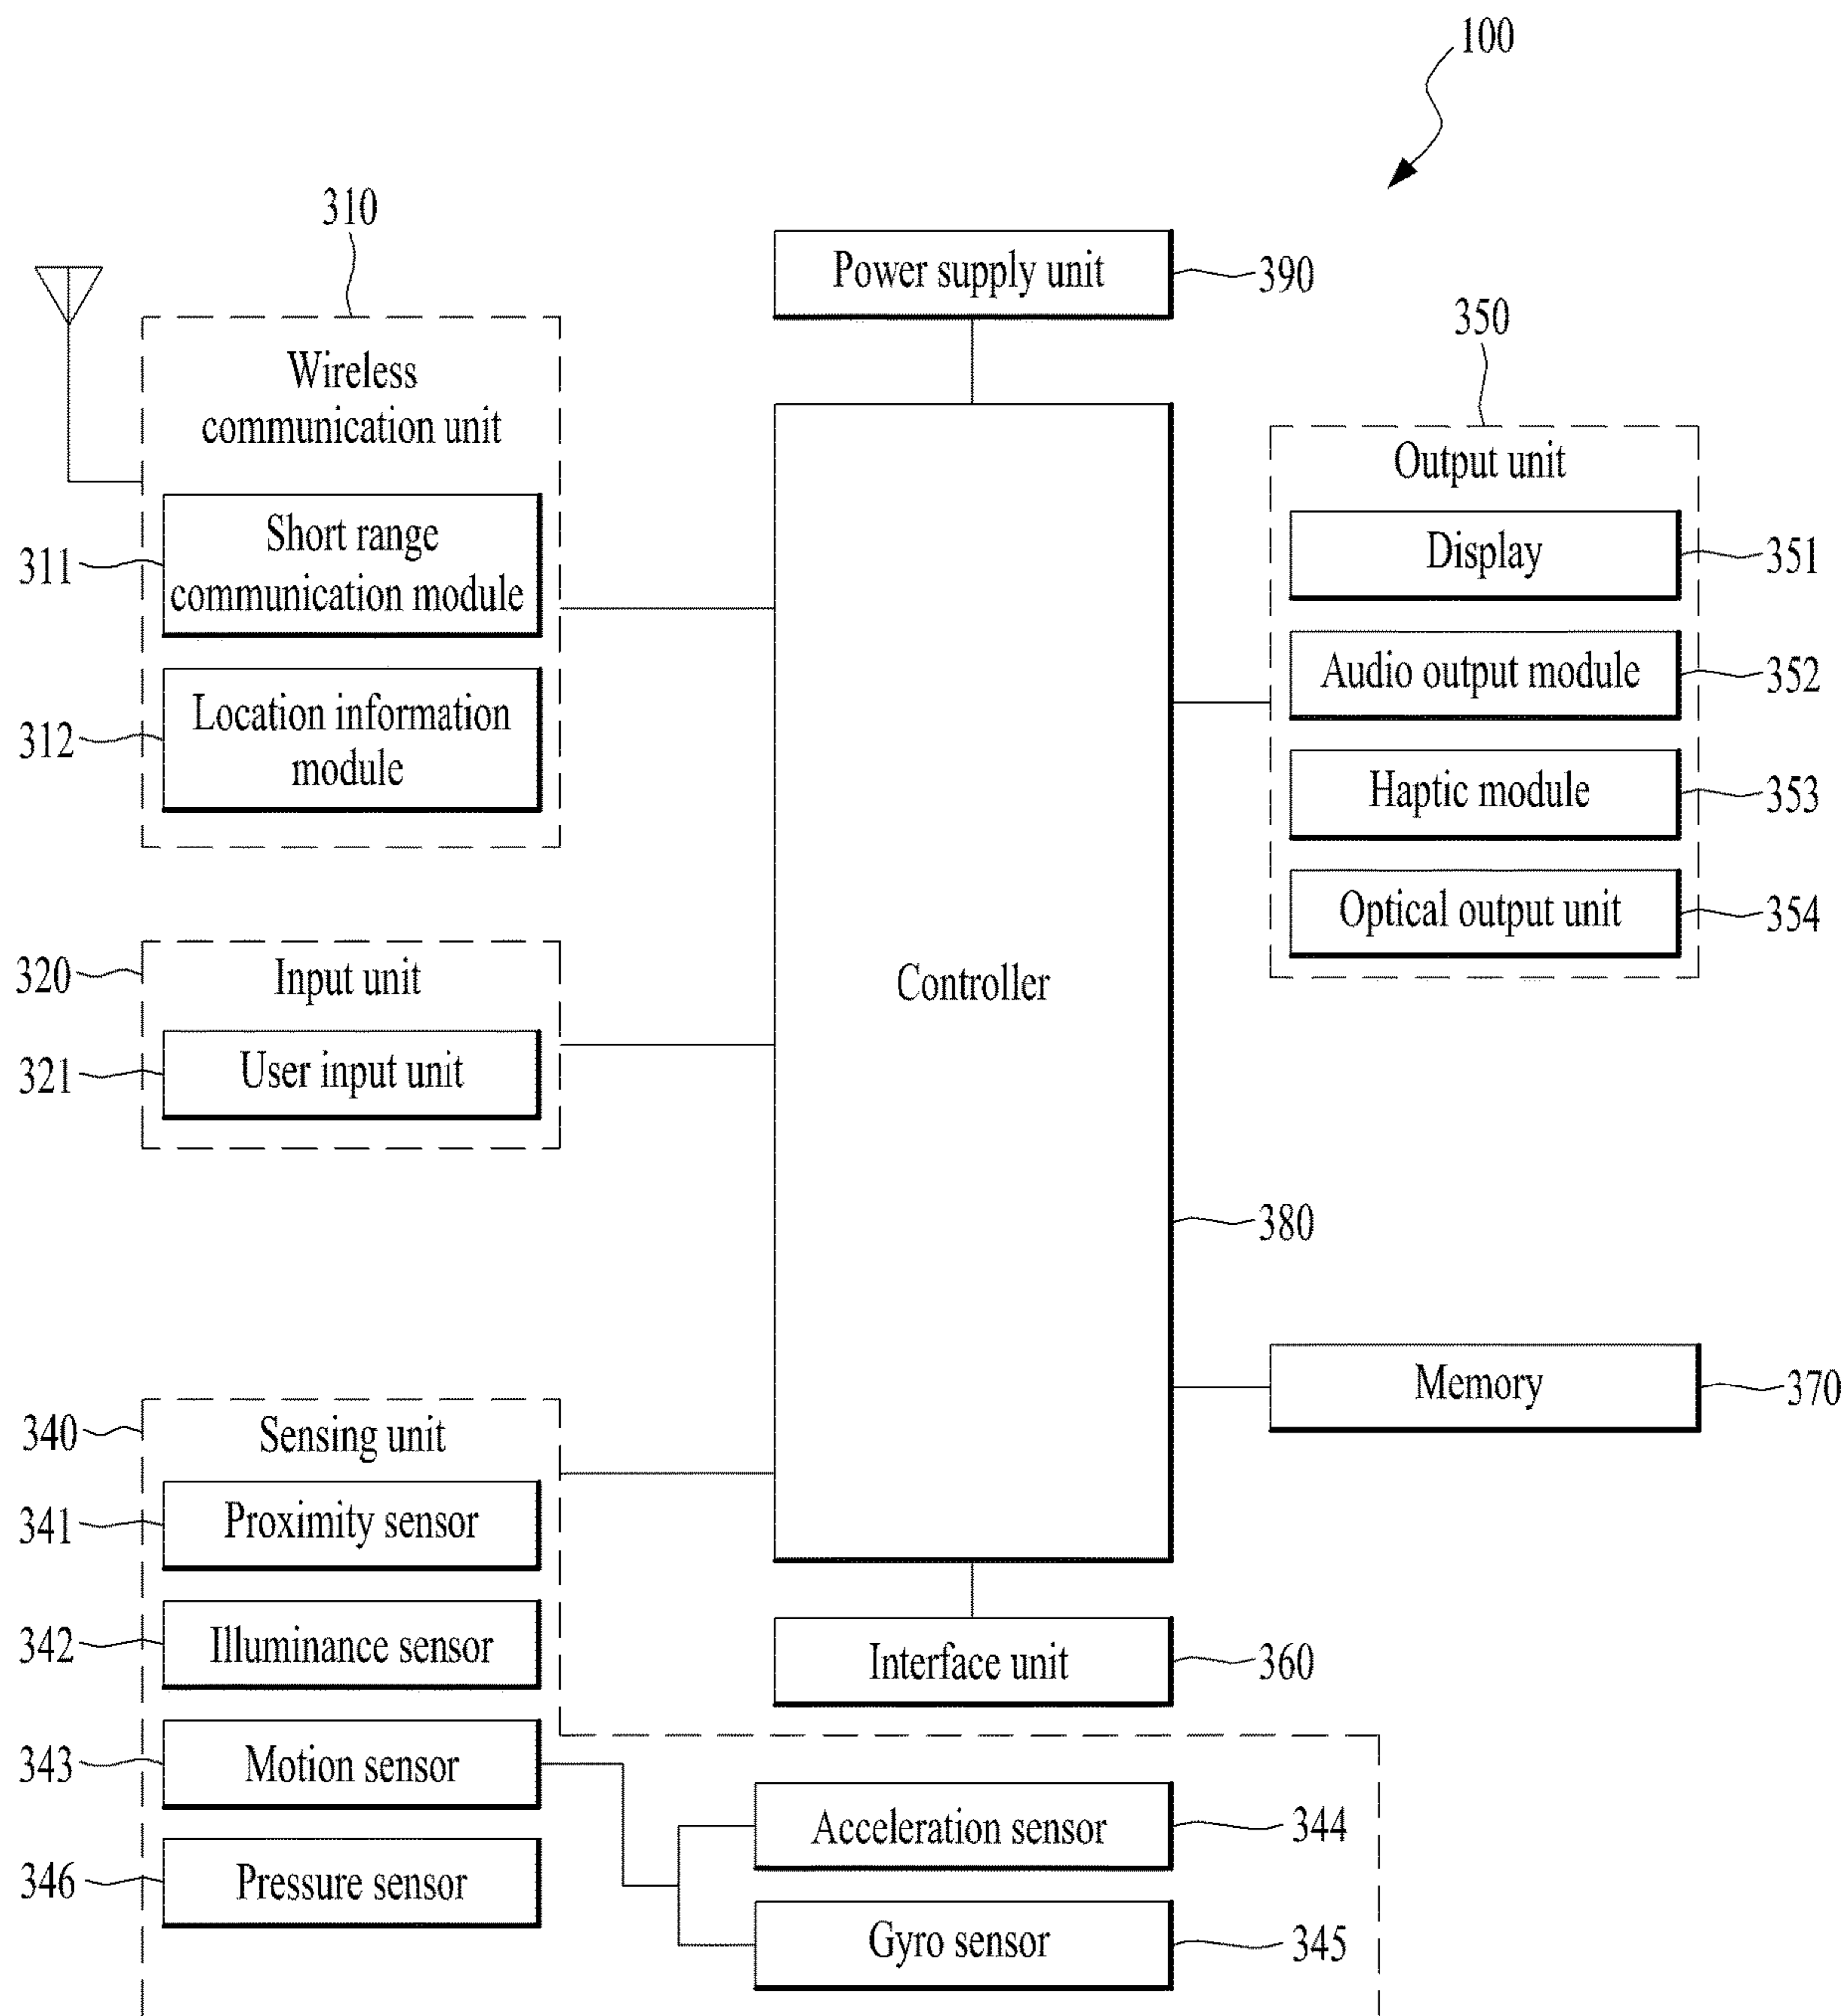 100
310
Wireless
communication unit
311
Short range
communication module
312
Location information
module
320
Input unit
321
User input unit
340
Sensing unit
341
Proximity sensor
342
Illuminance sensor
343
Motion sensor
346
Pressure sensor
Acceleration sensor
344
Gyro sensor
345
Power supply unit
390
Controller
380
Interface unit
360
350
Output unit
Display
351
Audio output module
352
Haptic module
353
Optical output unit
354
Memory
370